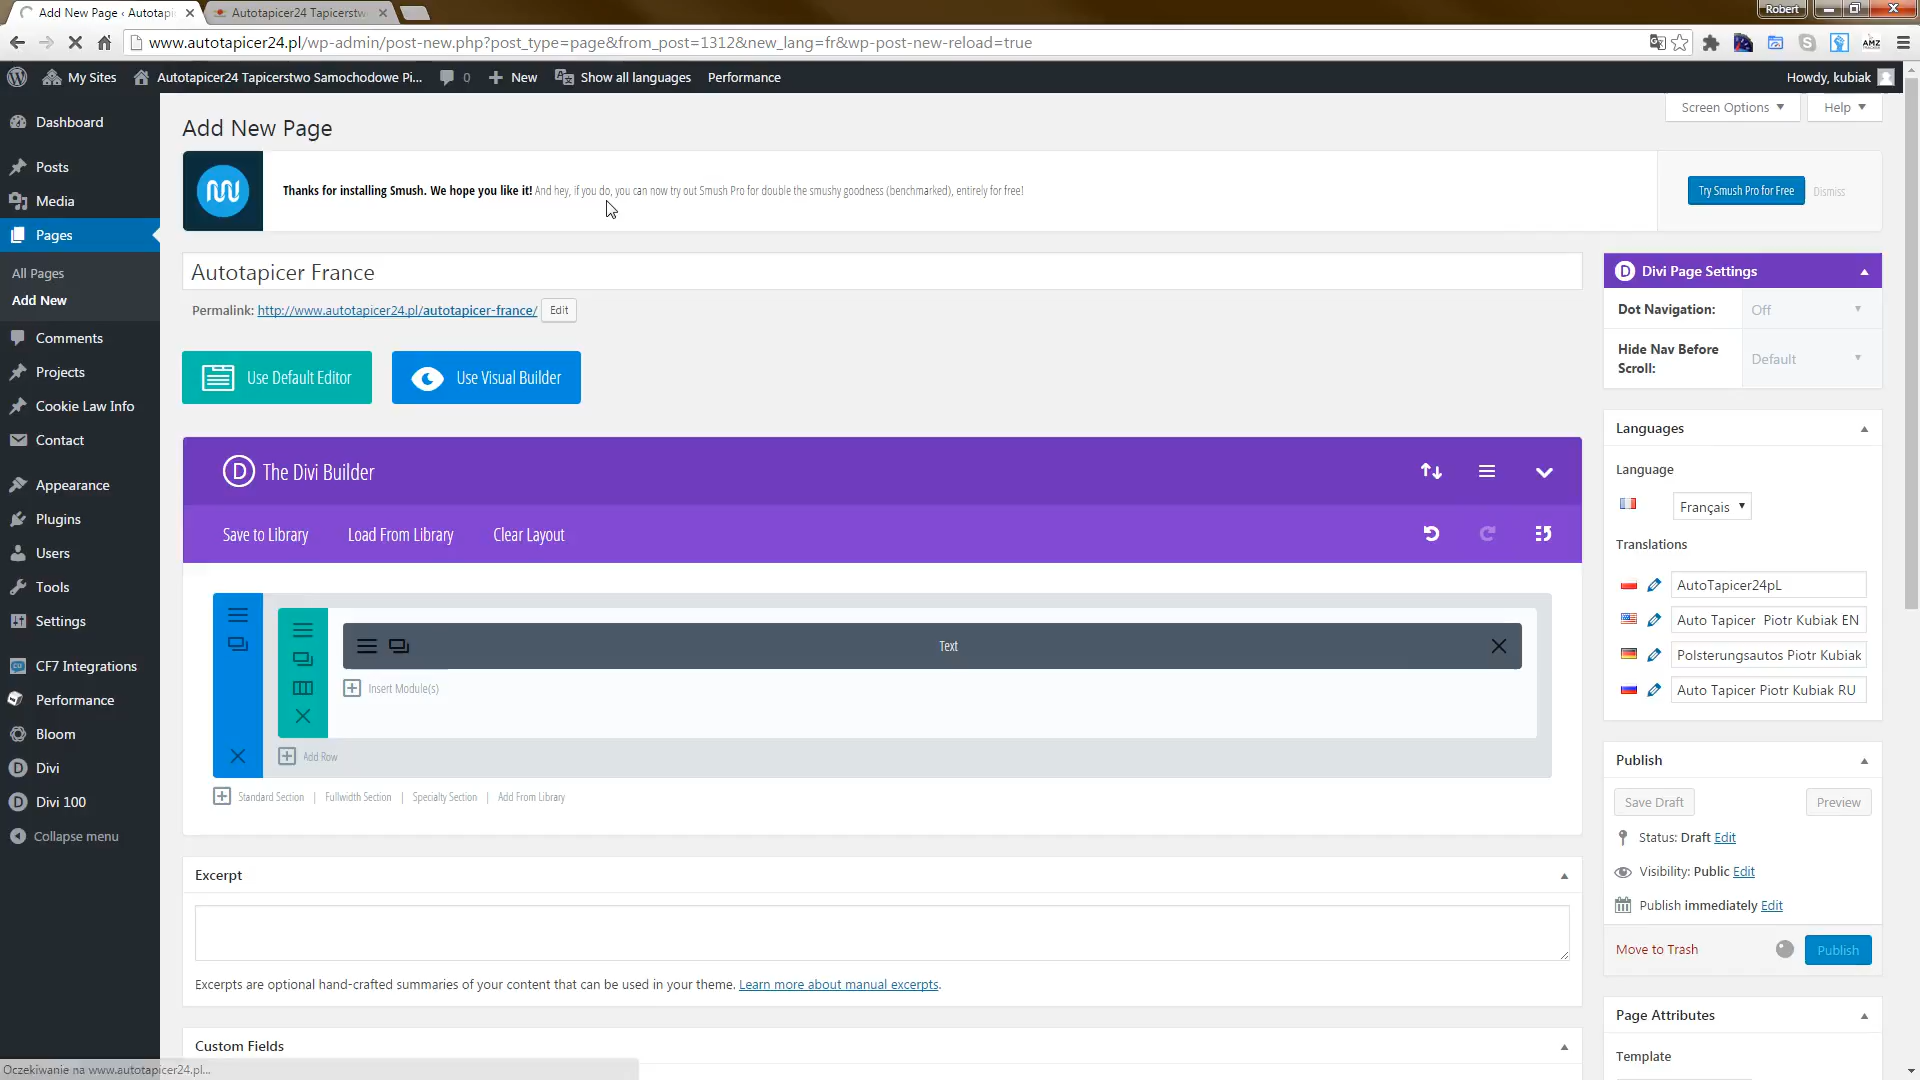 Add New Page ‹ Autotapi
Autotapicer24 Tapicerstw
Robert
www.autotapicer24.pl/wp-admin/post-new.php?post_type=page&from_post=1312&new_lang=fr&wp-post-new-reload=true
AMZ
My Sites
Autotapicer24 Tapicerstwo Samochodowe Pi...
0
New
Show all languages
Performance
Howdy, kubiak
Screen Options
Help
Dashboard
Posts
Media
Pages
All Pages
Add New
Comments
Projects
Cookie Law Info
Contact
Appearance
Plugins
Users
Tools
Settings
CF7 Integrations
Performance
Bloom
Divi
Divi 100
Collapse menu
Add New Page
Thanks for installing Smush. We hope you like it! And hey, if you do, you can now try out Smush Pro for double the smushy goodness (benchmarked), entirely for free!
Try Smush Pro for Free
Dismiss
Autotapicer France
Permalink: http://www.autotapicer24.pl/autotapicer-france/ Edit
Use Default Editor
Use Visual Builder
D The Divi Builder
Save to Library
Load From Library
Clear Layout
Text
Insert Module(s)
Add Row
Standard Section | Fullwidth Section | Specialty Section | Add From Library
Excerpt
Excerpts are optional hand-crafted summaries of your content that can be used in your theme. Learn more about manual excerpts.
Custom Fields
D Divi Page Settings
Dot Navigation: Off
Hide Nav Before Scroll: Default
Languages
Language
Français
Translations
AutoTapicer24pL
Auto Tapicer Piotr Kubiak EN
Polsterungsautos Piotr Kubiak
Auto Tapicer Piotr Kubiak RU
Publish
Save Draft
Preview
Status: Draft Edit
Visibility: Public Edit
Publish immediately Edit
Move to Trash
Publish
Page Attributes
Template
Oczekiwanie na www.autotapicer24.pl...